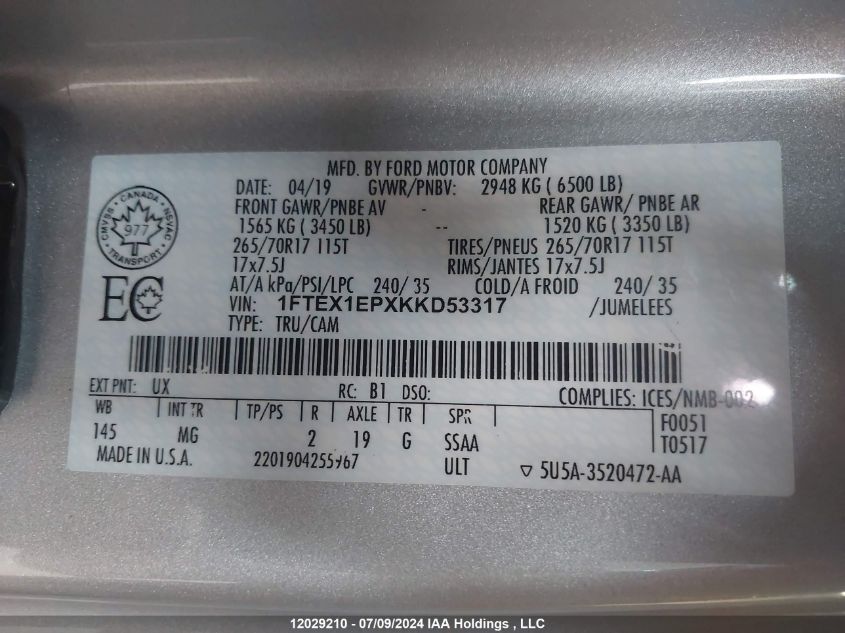 MFD. BY FORD MOTOR COMPANY
DATE: 04/19 GVWR/PNBV: 2948 KG ( 6500 LB)
FRONT GAWR/PNBE AV - REAR GAWR/ PNBE AR
1565 KG ( 3450 LB) -- 1520 KG ( 3350 LB)
265/70R17 115T TIRES/PNEUS 265/70R17 115T
17x7.5J RIMS/JANTES 17x7.5J
AT/A kPa/PSI/LPC 240/ 35 COLD/A FROID 240/ 35
VIN: 1FTEX1EPXKKD53317 /JUMELEES
TYPE: TRU/CAM
CANADA
CMVSS NSVAC
977
TRANSPORT
EC
EXT PNT: UX RC: B1 DSO: COMPLIES: ICES/NMB-002
WB INT TR TP/PS R AXLE TR SPR F0051
145 MG 2 19 G SSAA T0517
MADE IN U.S.A. 2201904255967 ULT ▽ 5U5A-3520472-AA
12029210 - 07/09/2024 IAA Holdings , LLC